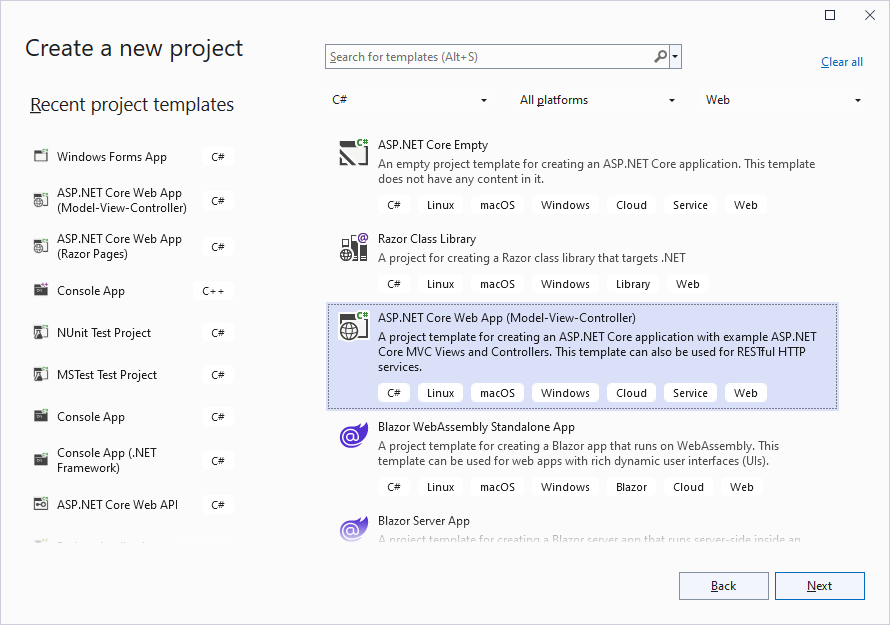 Create a new project
Search for templates (Alt+S)
Clear all
Recent project templates
C#
All platforms
Web
Windows Forms App
C#
ASP.NET Core Web App
(Model-View-Controller)
C#
ASP.NET Core Web App
(Razor Pages)
C#
Console App
C++
NUnit Test Project
C#
MSTest Test Project
C#
Console App
C#
Console App (.NET
Framework)
C#
ASP.NET Core Web API
C#
ASP.NET Core Empty
An empty project template for creating an ASP.NET Core application. This template
does not have any content in it.
C# Linux macOS Windows Cloud Service Web
Razor Class Library
A project for creating a Razor class library that targets .NET
C# Linux macOS Windows Library Web
ASP.NET Core Web App (Model-View-Controller)
A project template for creating an ASP.NET Core application with example ASP.NET
Core MVC Views and Controllers. This template can also be used for RESTful HTTP
services.
C# Linux macOS Windows Cloud Service Web
Blazor WebAssembly Standalone App
A project template for creating a Blazor app that runs on WebAssembly. This
template can be used for web apps with rich dynamic user interfaces (UIs).
C# Linux macOS Windows Blazor Cloud Web
Blazor Server App
A project template for creating a Blazor server app that runs server-side inside an
Back
Next